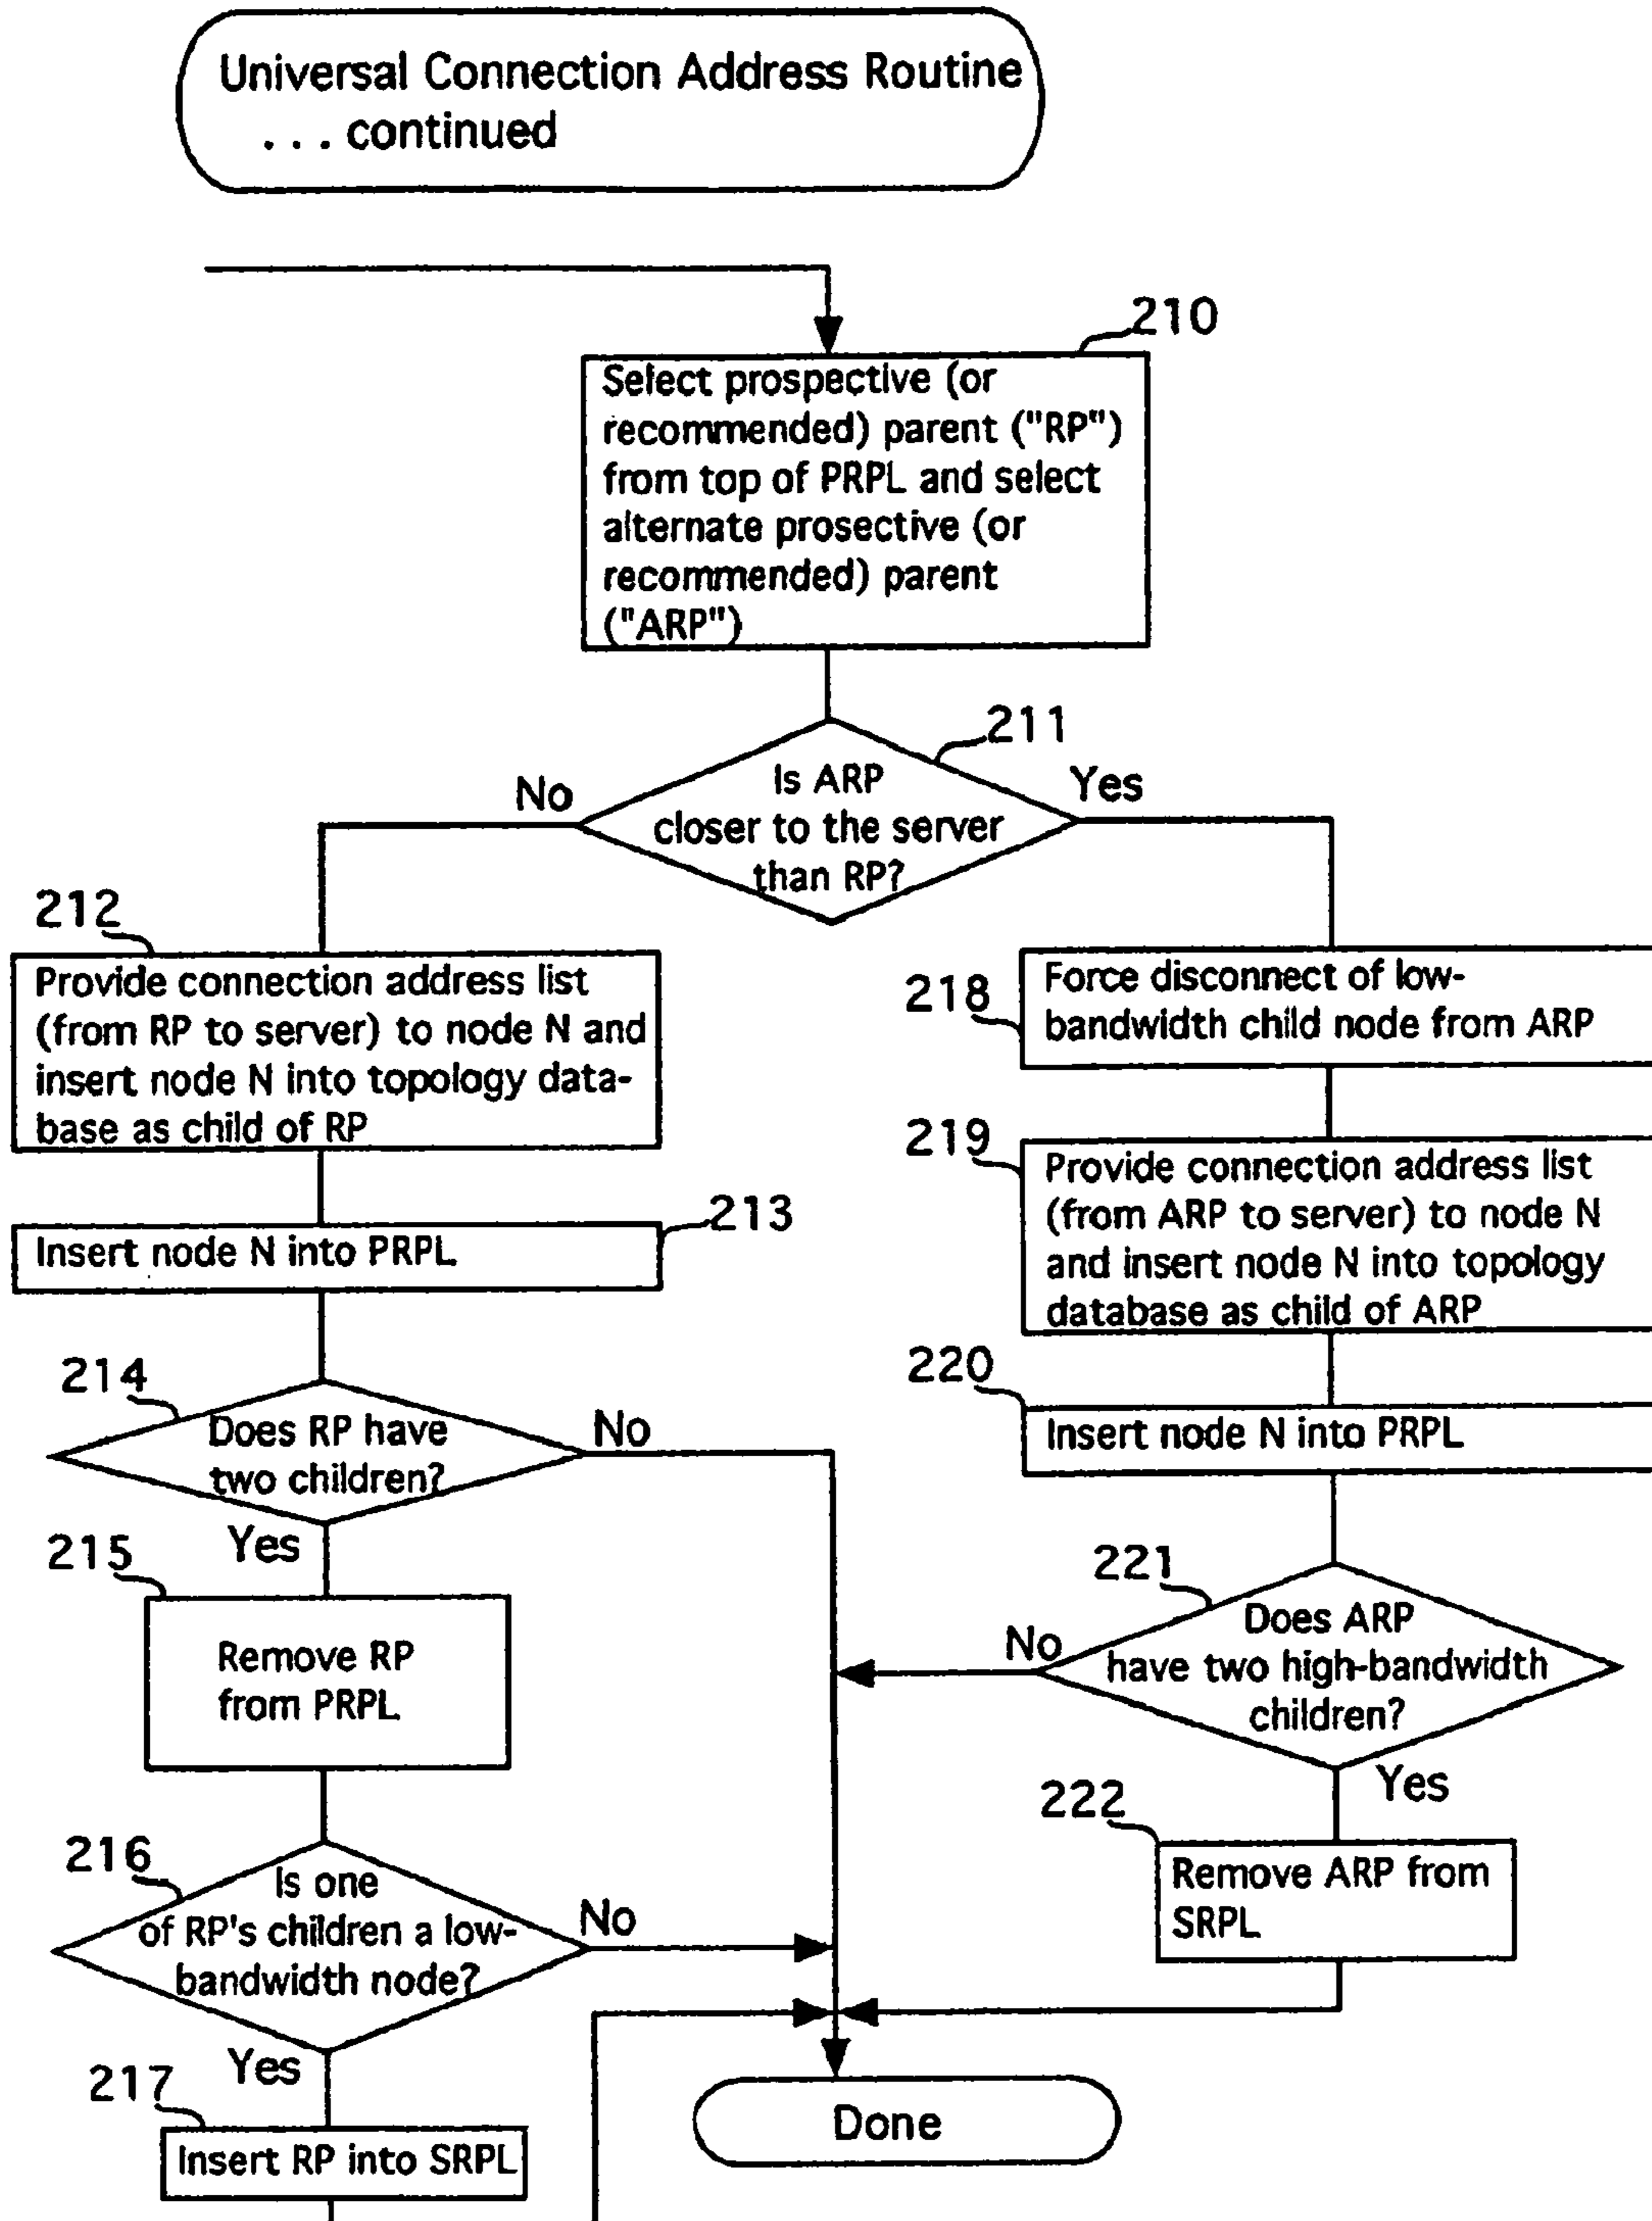 Universal Connection Address Routine
. . . continued
210
Select prospective (or
recommended) parent ("RP")
from top of PRPL and select
alternate prosective (or
recommended) parent
("ARP")
211
Is ARP
closer to the server
than RP?
No
Yes
212
Provide connection address list
(from RP to server) to node N and
insert node N into topology data-
base as child of RP
213
Insert node N into PRPL
214
Does RP have
two children?
No
Yes
215
Remove RP
from PRPL
216
Is one
of RP's children a low-
bandwidth node?
No
Yes
217
Insert RP into SRPL
218
Force disconnect of low-
bandwidth child node from ARP
219
Provide connection address list
(from ARP to server) to node N
and insert node N into topology
database as child of ARP
220
Insert node N into PRPL
221
Does ARP
have two high-bandwidth
children?
No
Yes
222
Remove ARP from
SRPL
Done